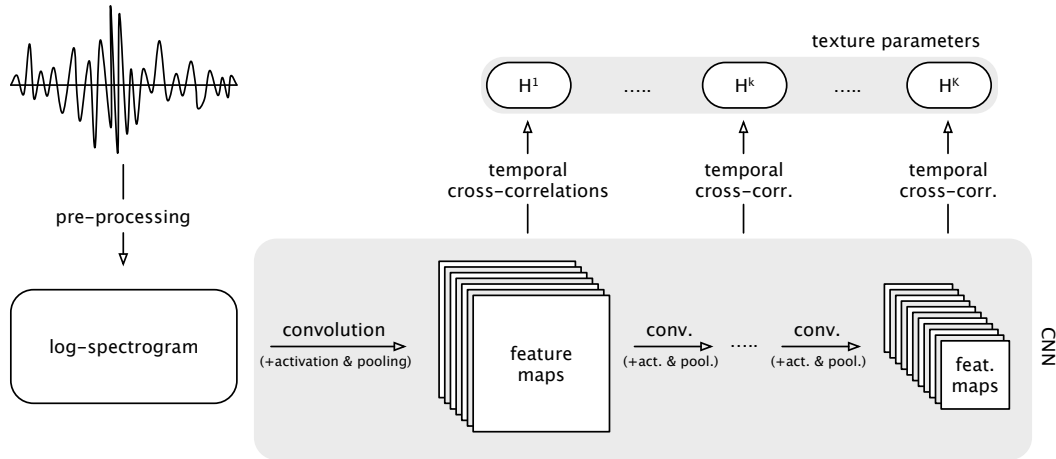 texture parameters
H¹ ..... Hᵏ ..... Hᴷ
temporal
cross-correlations
temporal
cross-corr.
temporal
cross-corr.
pre-processing
log-spectrogram
convolution
(+activation & pooling)
feature
maps
conv.
(+act. & pool.)
.....
conv.
(+act. & pool.)
feat.
maps
CNN